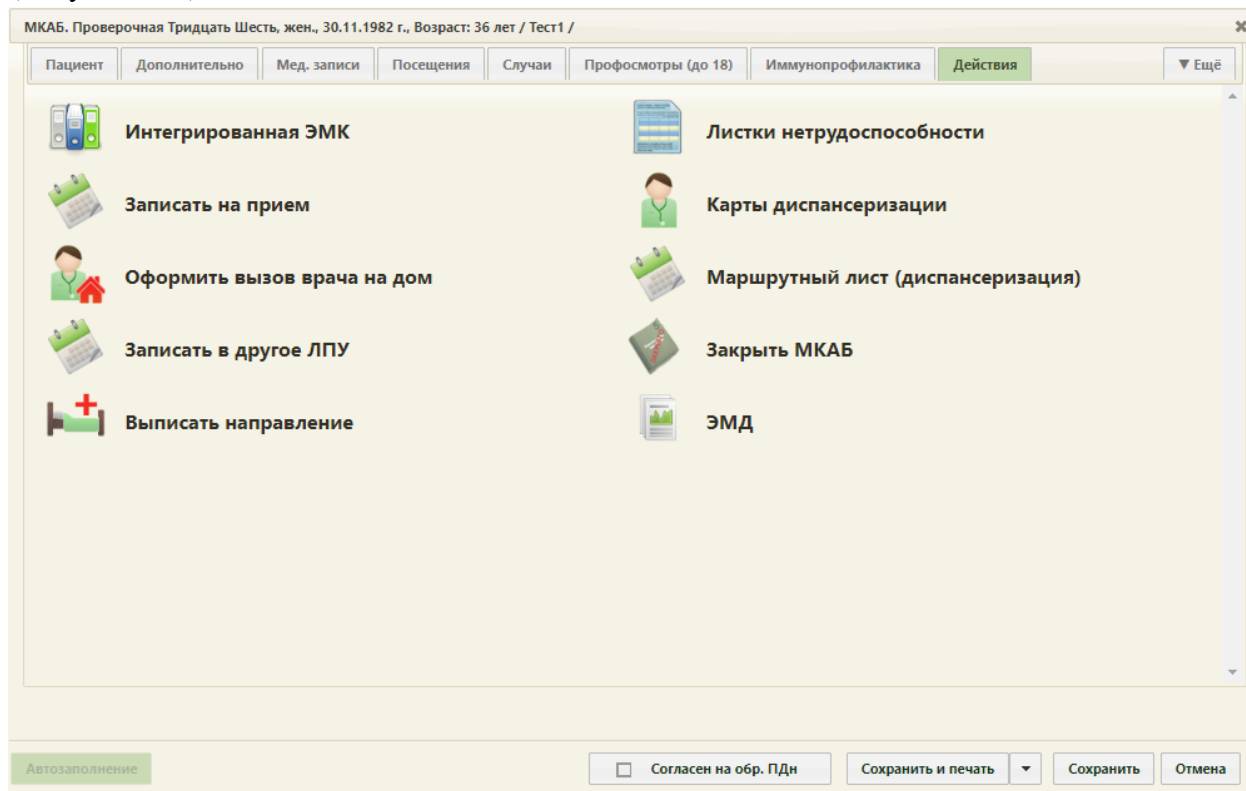 МКАБ. Проверочная Тридцать Шесть, жен., 30.11.1982 г., Возраст: 36 лет / Тест1 /
Пациент Дополнительно Мед. записи Посещения Случаи Профосмотры (до 18) Иммунопрофилактика Действия ▼ Ещё
Интегрированная ЭМК
Листки нетрудоспособности
Записать на прием
Карты диспансеризации
Оформить вызов врача на дом
Маршрутный лист (диспансеризация)
Записать в другое ЛПУ
Закрыть МКАБ
Выписать направление
ЭМД
Автозаполнение Согласен на обр. ПДн Сохранить и печать Сохранить Отмена